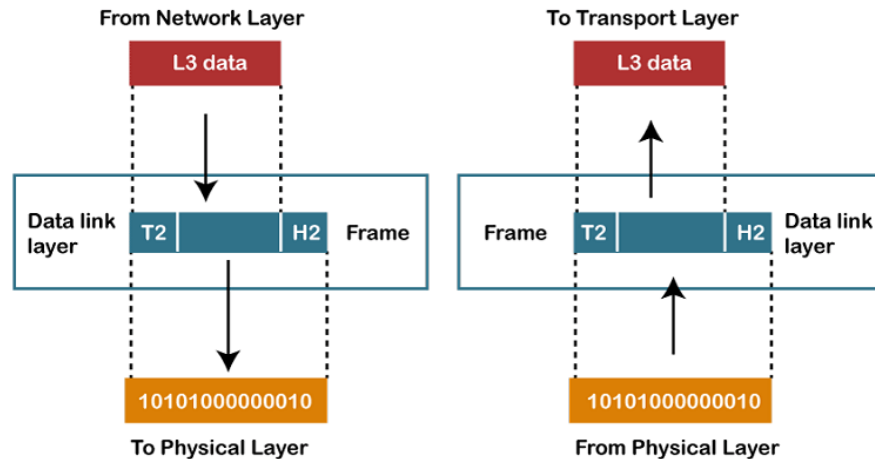 From Network Layer
L3 data
Data link
layer
T2
H2
Frame
10101000000010
To Physical Layer
To Transport Layer
L3 data
Frame
T2
H2
Data link
layer
10101000000010
From Physical Layer